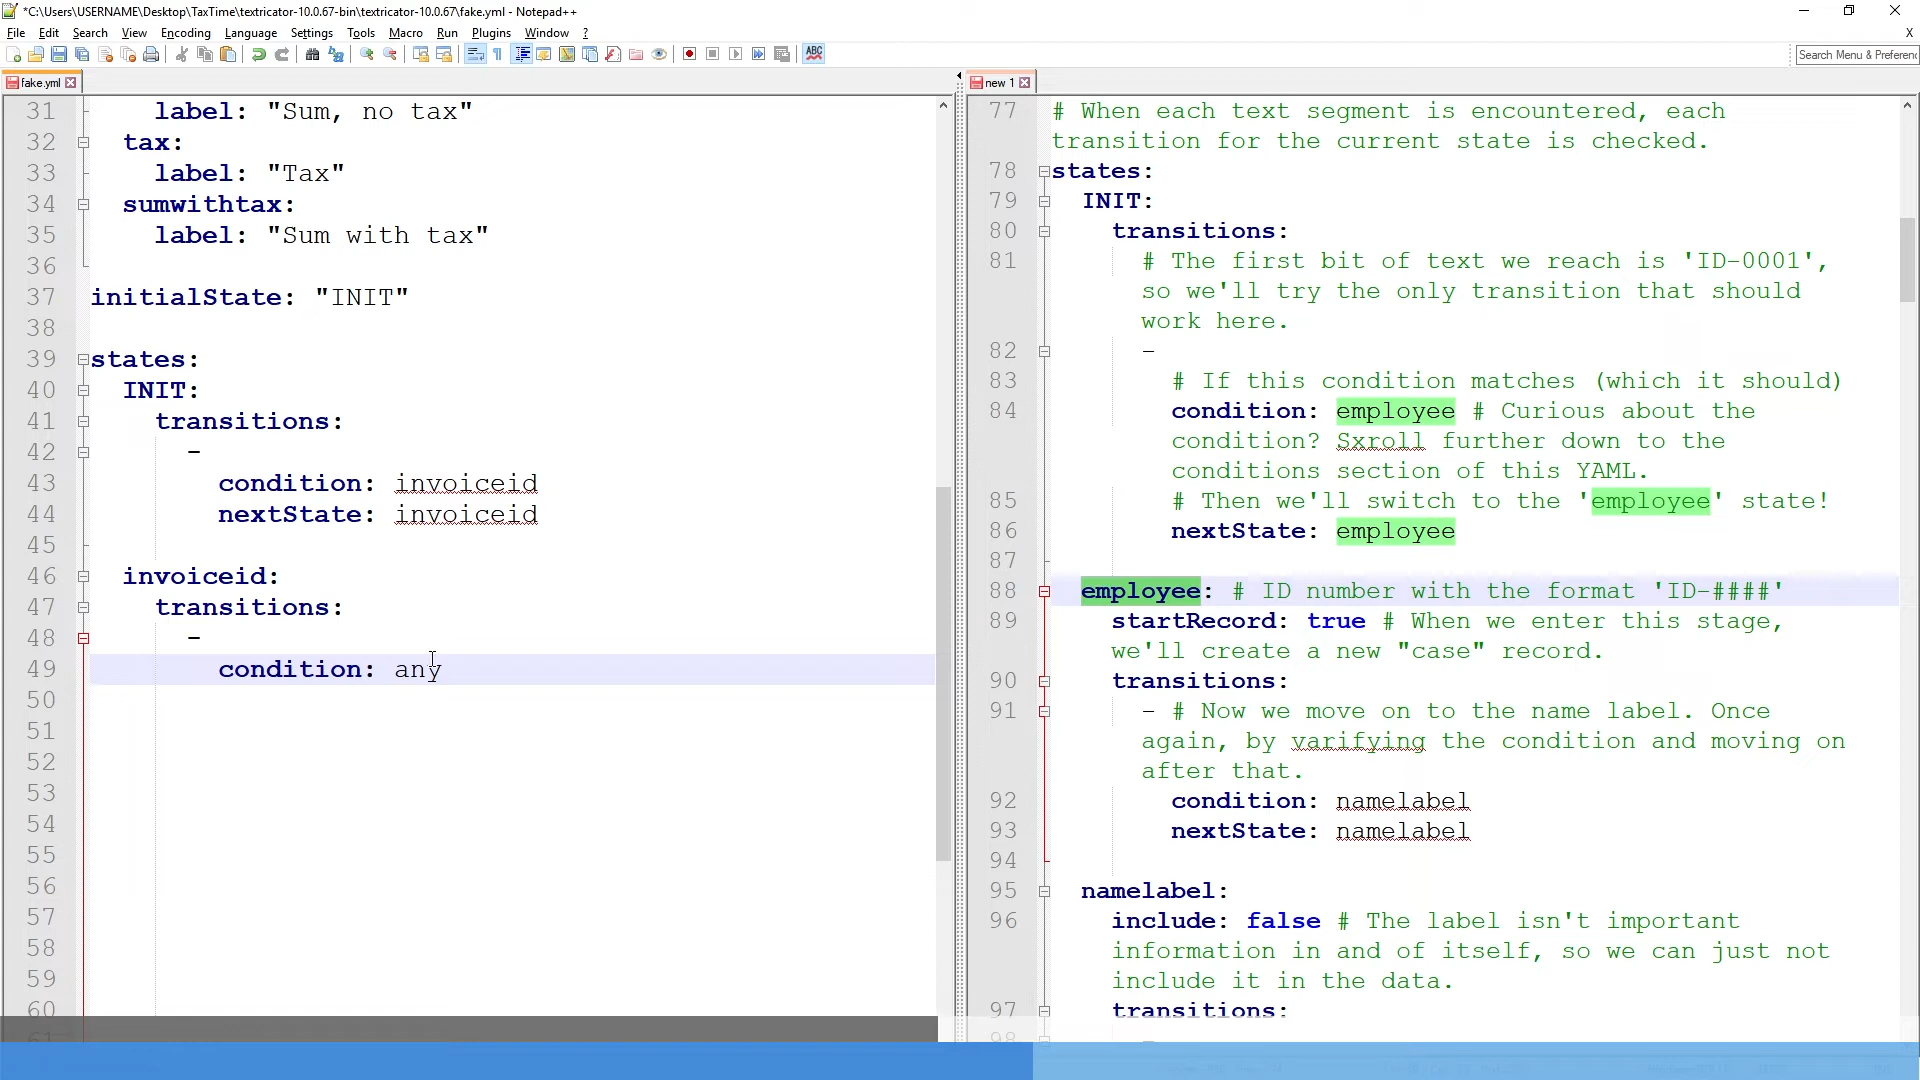 *C:\Users\USERNAME\Desktop\TaxTime\textricator-10.0.67-bin\textricator-10.0.67\fake.yml - Notepad++
File Edit Search View Encoding Language Settings Tools Macro Run Plugins Window ? X
Search Menu & Preferenc
fake.yml
31 label: "Sum, no tax"
32 tax:
33 label: "Tax"
34 sumwithtax:
35 label: "Sum with tax"
36
37 initialState: "INIT"
38
39 states:
40 INIT:
41 transitions:
42 -
43 condition: invoiceid
44 nextState: invoiceid
45
46 invoiceid:
47 transitions:
48 -
49 condition: any
50
51
52
53
54
55
56
57
58
59
60
61
new 1
77 # When each text segment is encountered, each
transition for the current state is checked.
78 states:
79 INIT:
80 transitions:
81 # The first bit of text we reach is 'ID-0001',
so we'll try the only transition that should
work here.
82 -
83 # If this condition matches (which it should)
84 condition: employee # Curious about the
condition? Sxroll further down to the
conditions section of this YAML.
85 # Then we'll switch to the 'employee' state!
86 nextState: employee
87
88 employee: # ID number with the format 'ID-####'
89 startRecord: true # When we enter this stage,
we'll create a new "case" record.
90 transitions:
91 - # Now we move on to the name label. Once
again, by varifying the condition and moving on
after that.
92 condition: namelabel
93 nextState: namelabel
94
95 namelabel:
96 include: false # The label isn't important
information in and of itself, so we can just not
include it in the data.
97 transitions:
98 -